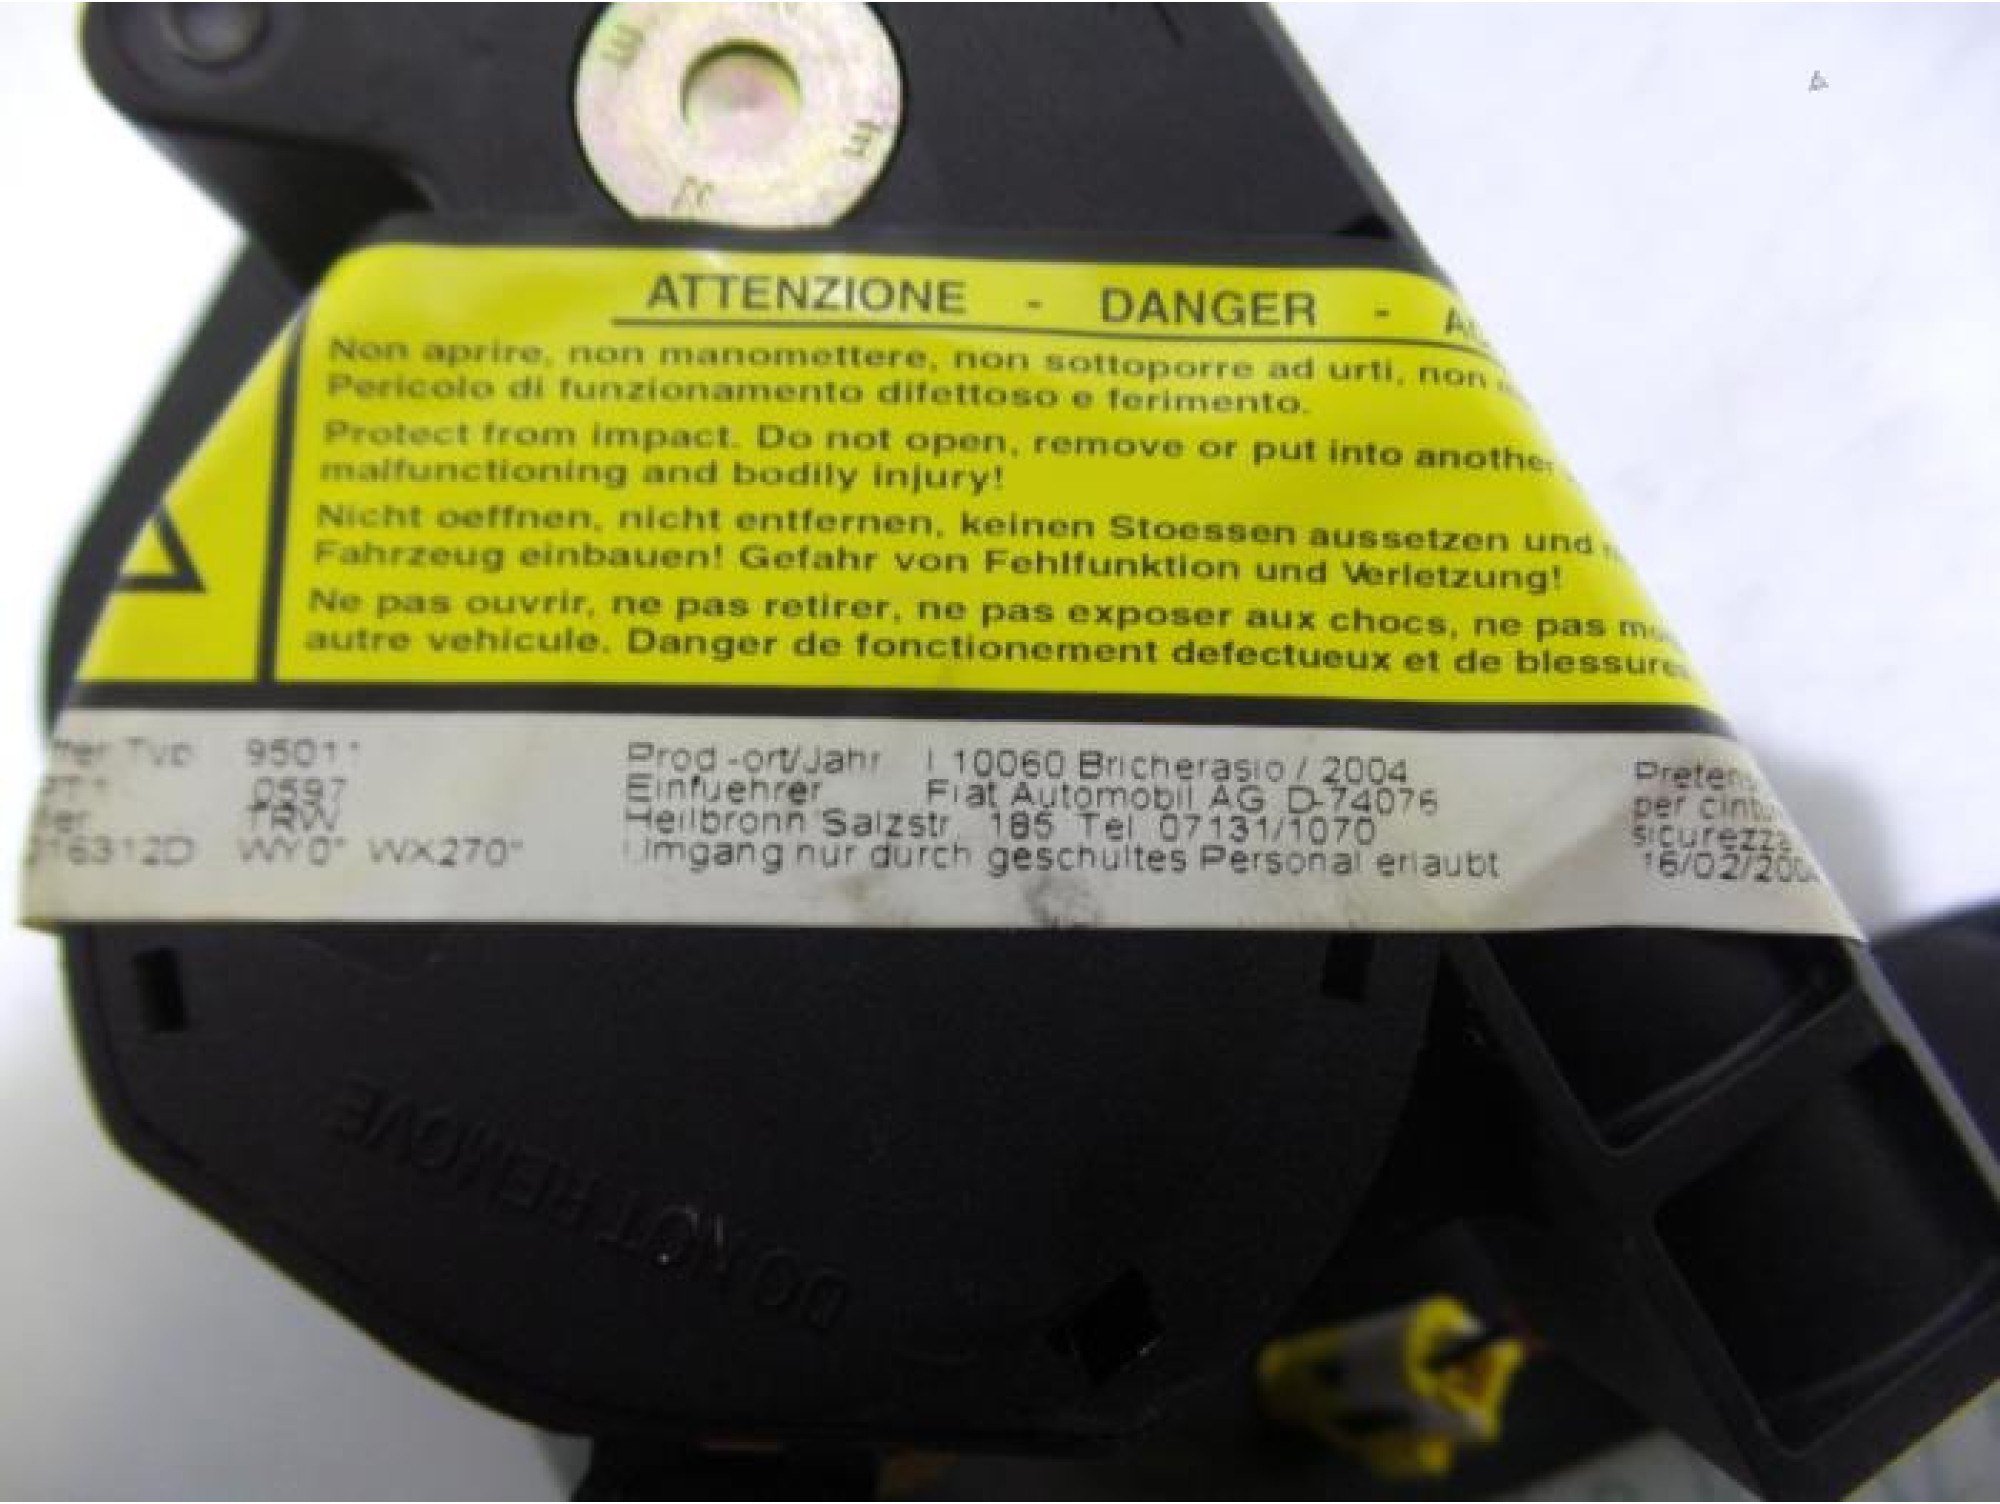 ATTENZIONE - DANGER -
Non aprire, non manomettere, non sottoporre ad urti, non
Pericolo di funzionamento difettoso e ferimento.
Protect from impact. Do not open, remove or put into another
malfunctioning and bodily injury!
Nicht oeffnen, nicht entfernen, keinen Stoessen aussetzen und
Fahrzeug einbauen! Gefahr von Fehlfunktion und Verletzung!
Ne pas ouvrir, ne pas retirer, ne pas exposer aux chocs, ne pas
autre vehicule. Danger de fonctionement defectueux et de blessures
Typ 95011 Prod.-ort/Jahr I 10060 Bricherasio / 2004
0597 Einfuehrer Fiat Automobil AG D-74076
TRW Heilbronn Salzstr. 185 Tel 07131/1070
16312D WY0° WX270° Umgang nur durch geschultes Personal erlaubt
per
sicurezza
16/02/200
DO NOT REMOVE